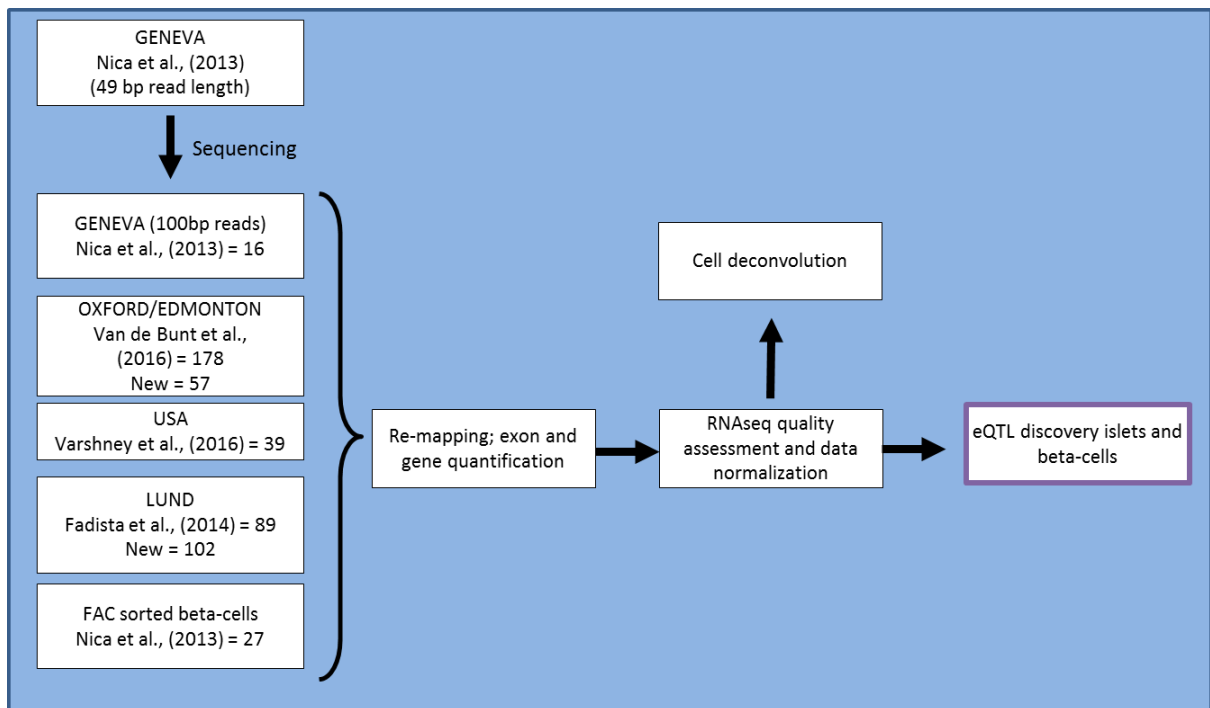 GENEVA
Nica et al., (2013)
(49 bp read length)
Sequencing
GENEVA (100bp reads)
Nica et al., (2013) = 16
OXFORD/EDMONTON
Van de Bunt et al.,
(2016) = 178
New = 57
USA
Varshney et al., (2016) = 39
LUND
Fadista et al., (2014) = 89
New = 102
FAC sorted beta-cells
Nica et al., (2013) = 27
Re-mapping; exon and
gene quantification
Cell deconvolution
RNAseq quality
assessment and data
normalization
eQTL discovery islets and
beta-cells